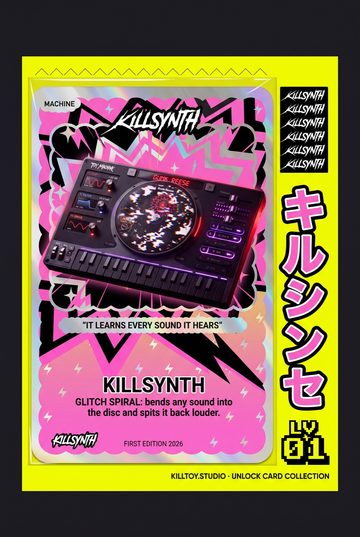 MACHINE
KILLSYNTH
TOY MACHINE
"IT LEARNS EVERY SOUND IT HEARS"
KILLSYNTH
GLITCH SPIRAL: bends any sound into
the disc and spits it back louder.
KILLSYNTH
FIRST EDITION 2026
KILLSYNTH
KILLSYNTH
KILLSYNTH
KILLSYNTH
KILLSYNTH
KILLSYNTH
キルシンセ
LV
01
KILLTOY.STUDIO · UNLOCK CARD COLLECTION